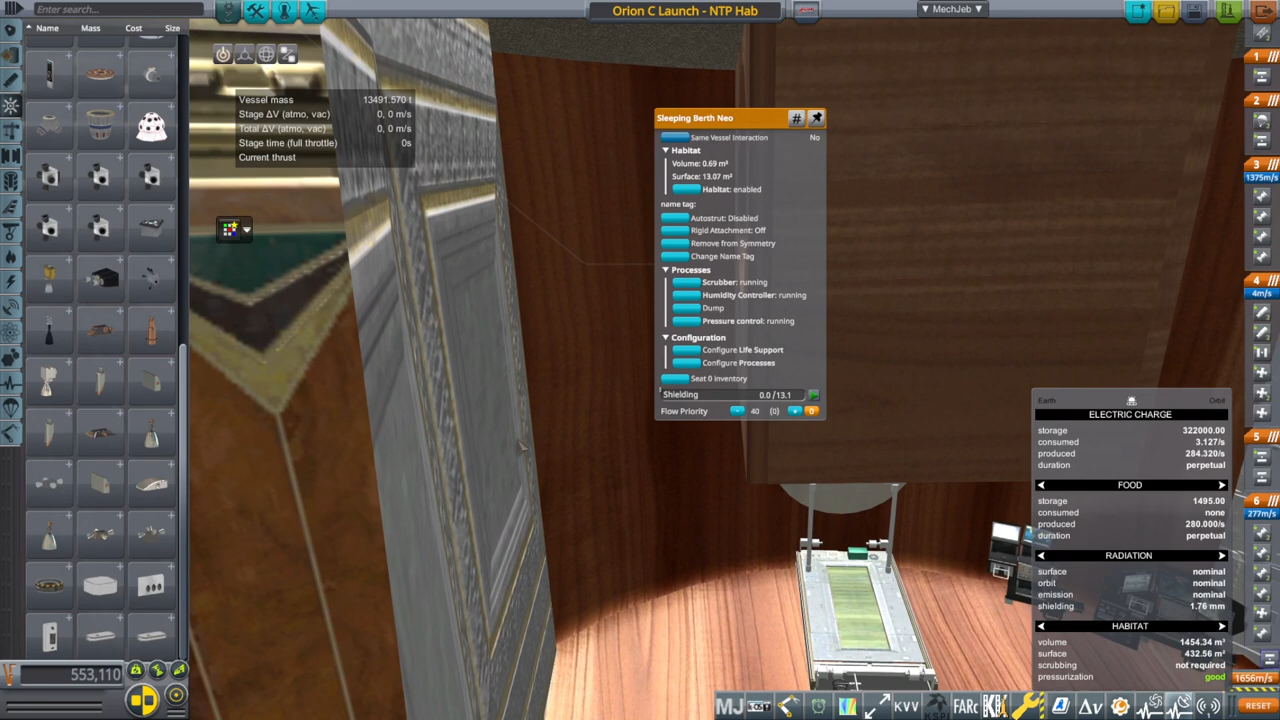 Enter search...
Orion C Launch - NTP Hab
▼ MechJeb ▼
Name Mass Cost Size
Vessel mass 13491.570 t
Stage ΔV (atmo, vac) 0, 0 m/s
Total ΔV (atmo, vac) 0, 0 m/s
Stage time (full throttle) 0s
Current thrust
Sleeping Berth Neo #
Same Vessel Interaction No
▼ Habitat
Volume: 0.69 m³
Surface: 13.07 m²
Habitat: enabled
name tag:
Autostrut: Disabled
Rigid Attachment: Off
Remove from Symmetry
Change Name Tag
▼ Processes
Scrubber: running
Humidity Controller: running
Dump
Pressure control: running
▼ Configuration
Configure Life Support
Configure Processes
Seat 0 Inventory
Shielding 0.0 / 13.1
Flow Priority - 40 (0) + 0
1
2
3
1375m/s
4
4m/s
5
6
277m/s
1656m/s
RESET
Earth Orbit
ELECTRIC CHARGE
storage 322000.00
consumed 3.127/s
produced 284.320/s
duration perpetual
FOOD
storage 1495.00
consumed none
produced 280.000/s
duration perpetual
RADIATION
surface nominal
orbit nominal
emission nominal
shielding 1.76 mm
HABITAT
volume 1454.34 m³
surface 432.56 m²
scrubbing not required
pressurization good
553,110
MJ KVV KSP FARc Δv